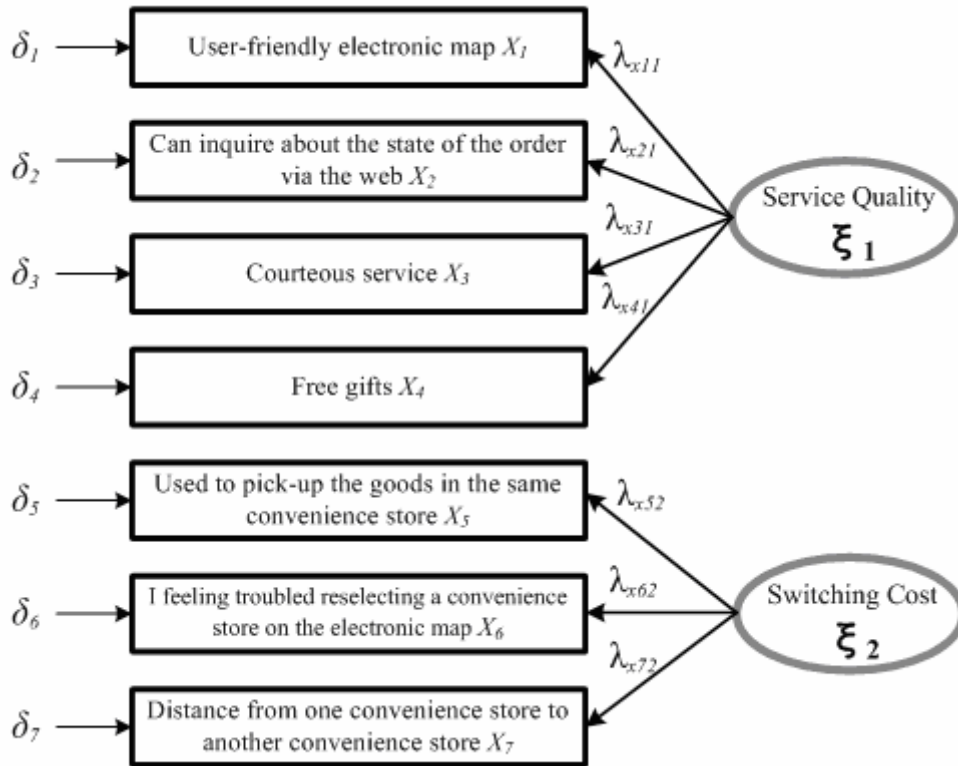 δ1
User-friendly electronic map X1
λx11
δ2
Can inquire about the state of the order
via the web X2
λx21
Service Quality
ξ 1
λx31
δ3
Courteous service X3
λx41
δ4
Free gifts X4
δ5
Used to pick-up the goods in the same
convenience store X5
λx52
δ6
I feeling troubled reselecting a convenience
store on the electronic map X6
λx62
Switching Cost
ξ 2
λx72
δ7
Distance from one convenience store to
another convenience store X7